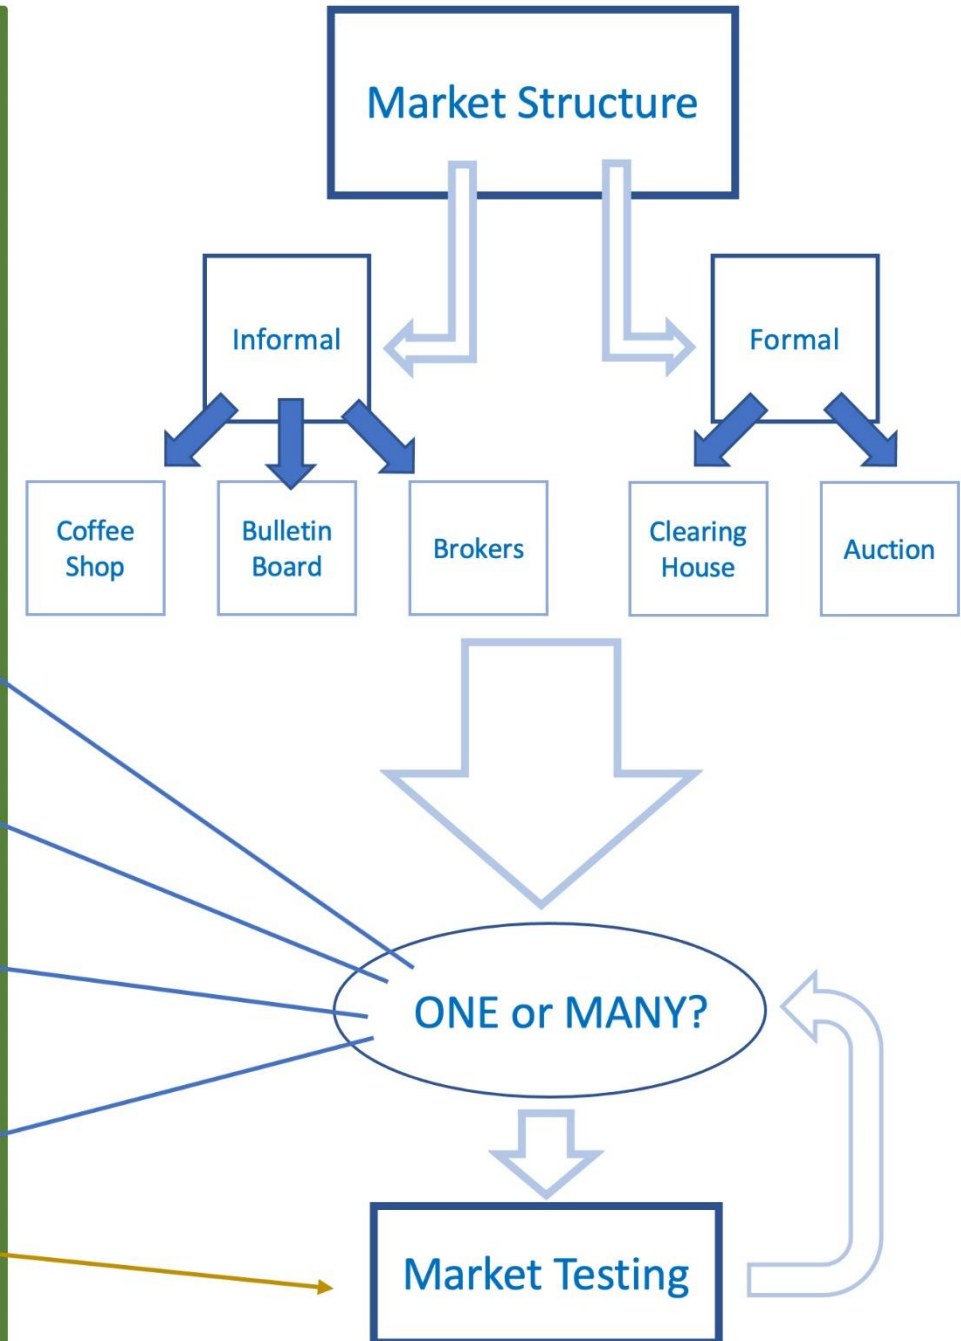 Market Structure
Informal
Formal
Coffee
Shop
Bulletin
Board
Brokers
Clearing
House
Auction
ONE or MANY?
Market Testing